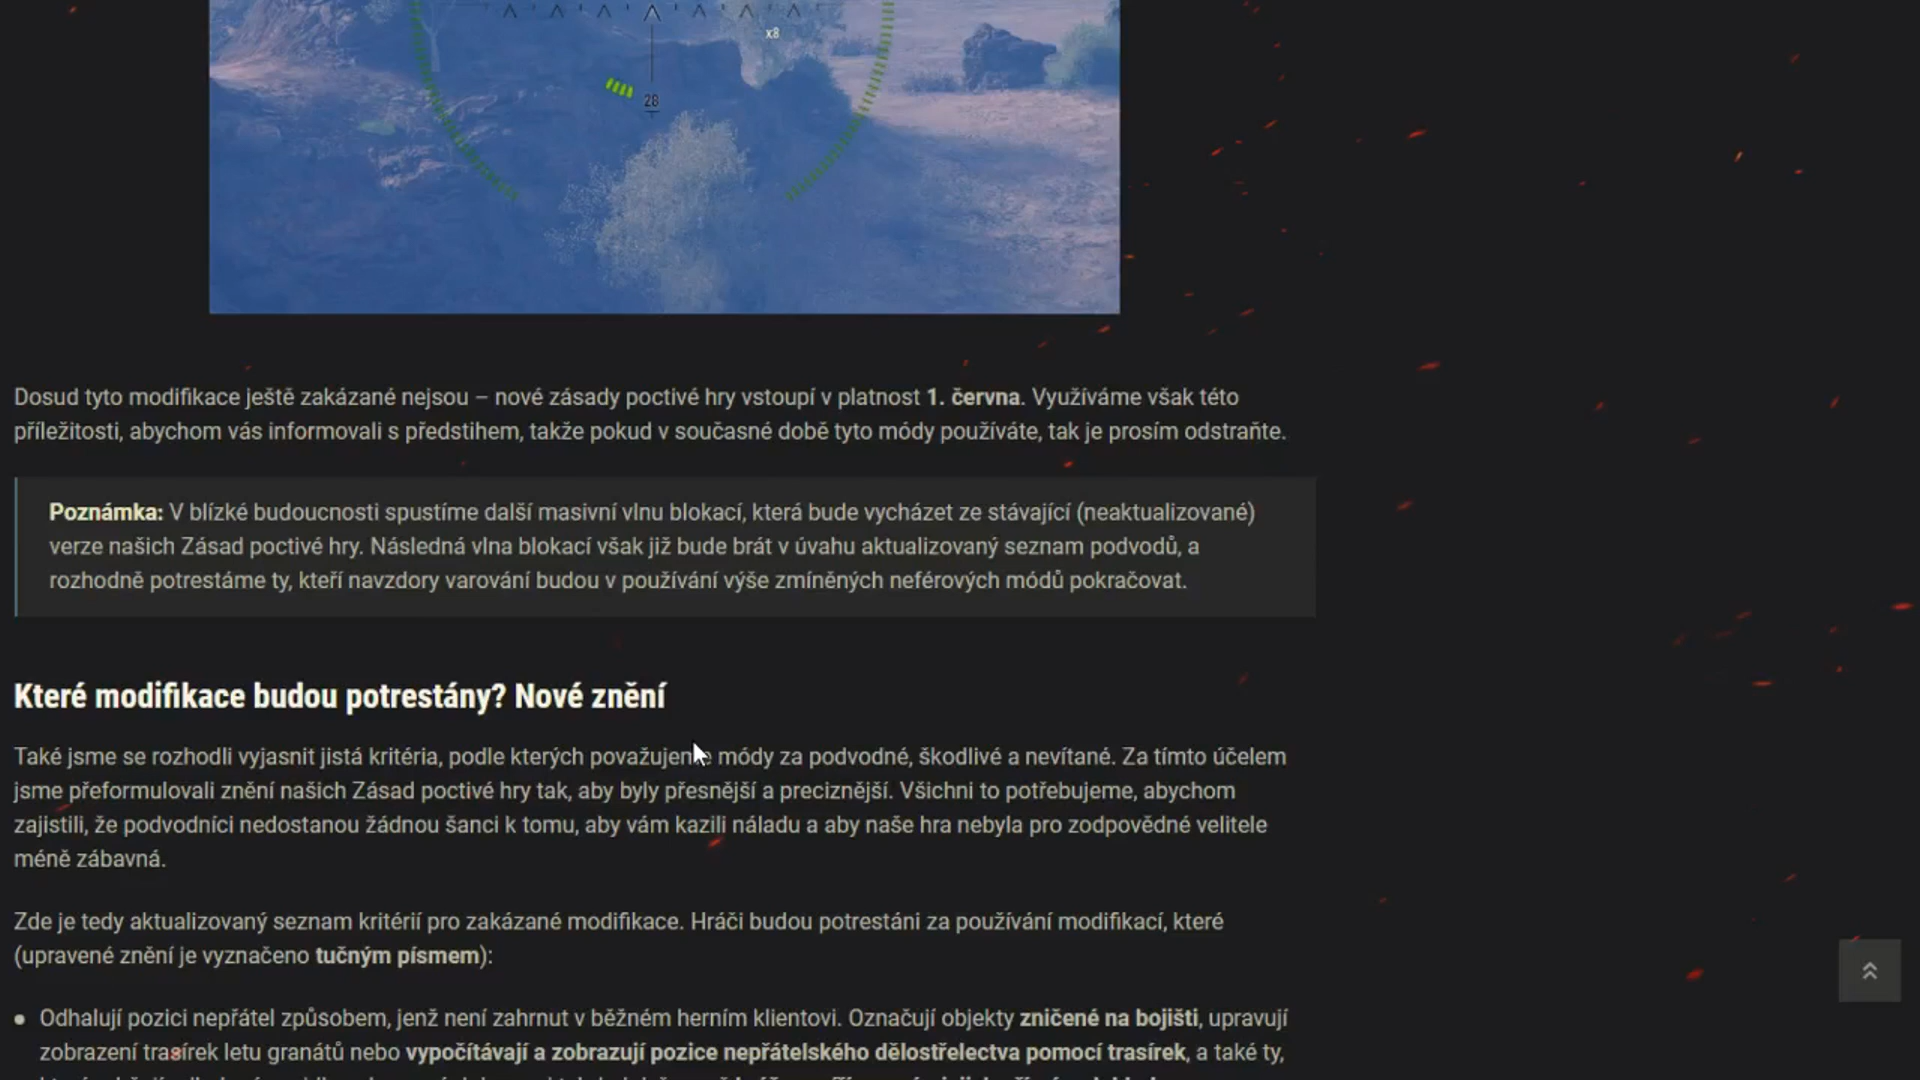 x8
28
Dosud tyto modifikace ještě zakázané nejsou – nové zásady poctivé hry vstoupí v platnost 1. června. Využíváme však této
příležitosti, abychom vás informovali s předstihem, takže pokud v současné době tyto módy používáte, tak je prosím odstraňte.
Poznámka: V blízké budoucnosti spustíme další masivní vlnu blokací, která bude vycházet ze stávající (neaktualizované)
verze našich Zásad poctivé hry. Následná vlna blokací však již bude brát v úvahu aktualizovaný seznam podvodů, a
rozhodně potrestáme ty, kteří navzdory varování budou v používání výše zmíněných neférových módů pokračovat.
Které modifikace budou potrestány? Nové znění
Také jsme se rozhodli vyjasnit jistá kritéria, podle kterých považujeme módy za podvodné, škodlivé a nevítané. Za tímto účelem
jsme přeformulovali znění našich Zásad poctivé hry tak, aby byly přesnější a preciznější. Všichni to potřebujeme, abychom
zajistili, že podvodníci nedostanou žádnou šanci k tomu, aby vám kazili náladu a aby naše hra nebyla pro zodpovědné velitele
méně zábavná.
Zde je tedy aktualizovaný seznam kritérií pro zakázané modifikace. Hráči budou potrestáni za používání modifikací, které
(upravené znění je vyznačeno tučným písmem):
Odhalují pozici nepřátel způsobem, jenž není zahrnut v běžném herním klientovi. Označují objekty zničené na bojišti, upravují
zobrazení trasírek letu granátů nebo vypočítávají a zobrazují pozice nepřátelského dělostřelectva pomocí trasírek, a také ty,